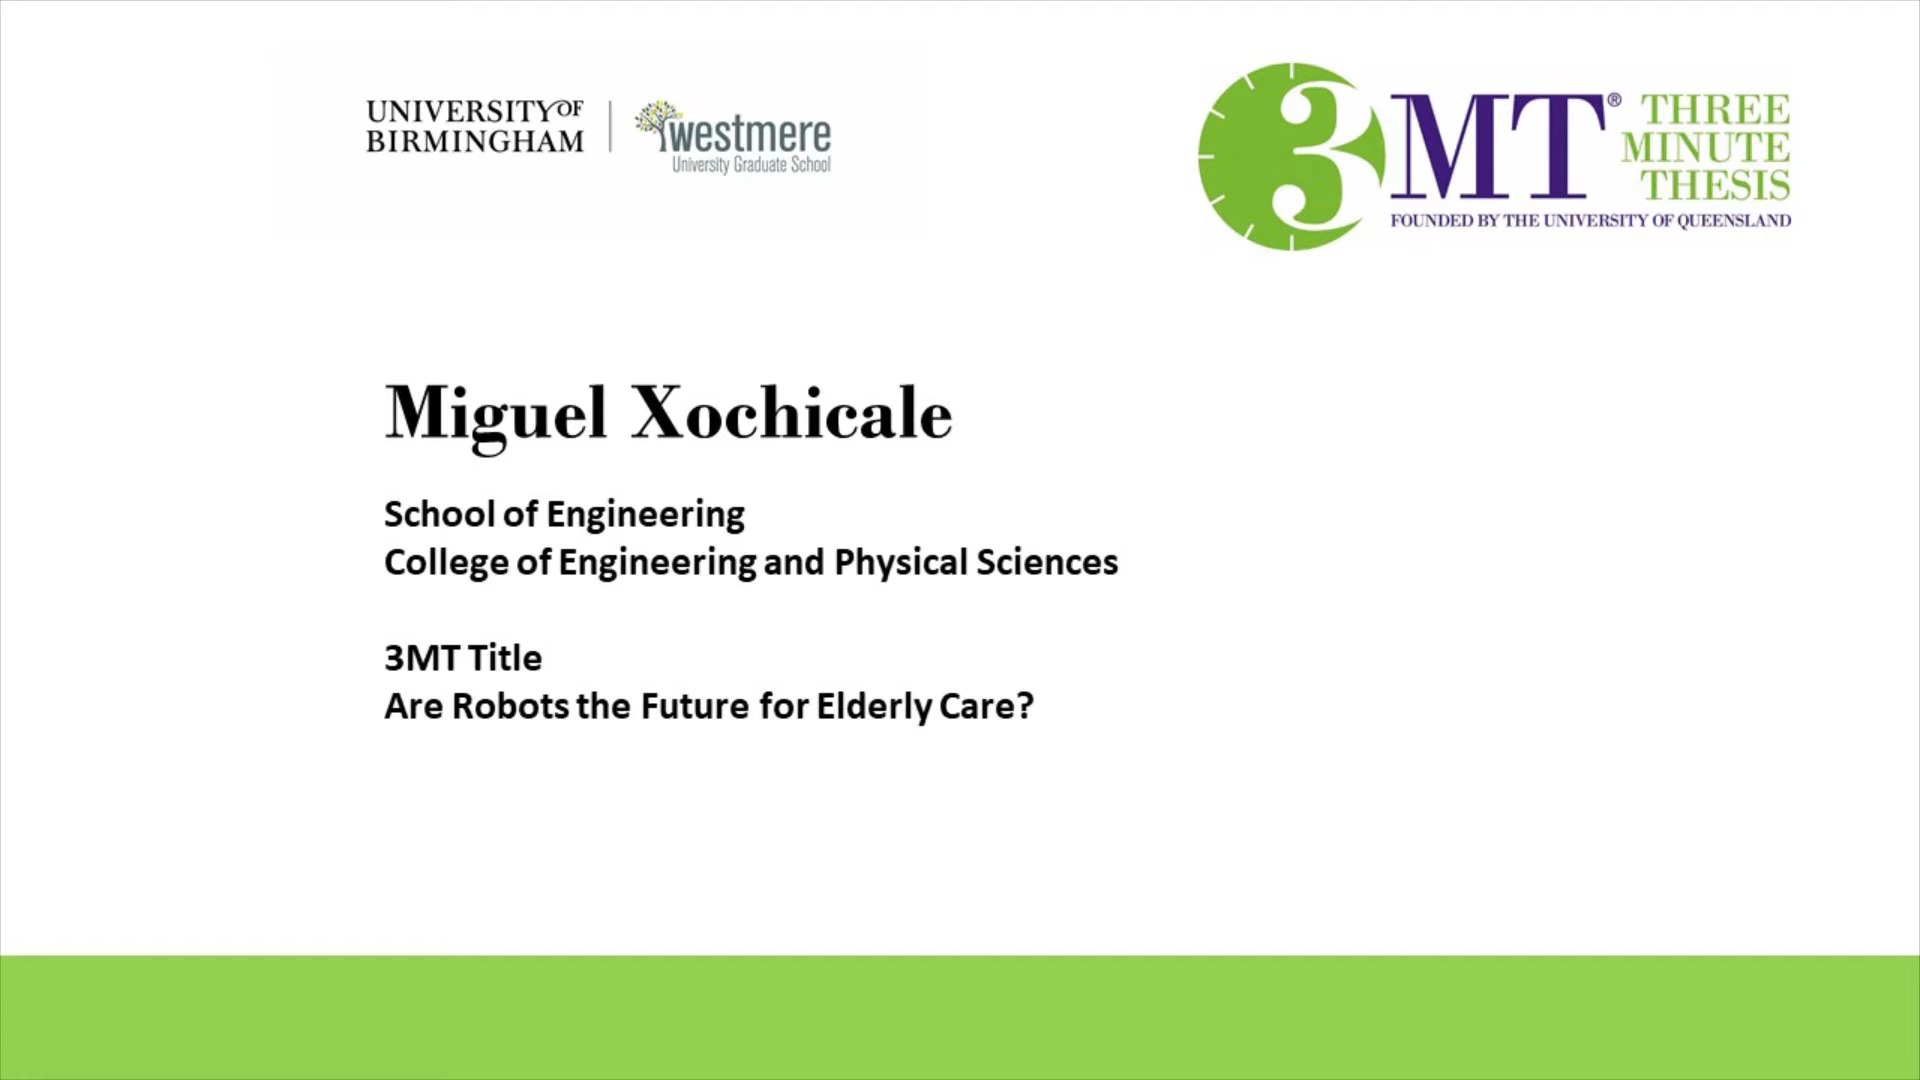 UNIVERSITY OF
BIRMINGHAM
westmere
University Graduate School
3MT®
THREE
MINUTE
THESIS
FOUNDED BY THE UNIVERSITY OF QUEENSLAND
Miguel Xochicale
School of Engineering
College of Engineering and Physical Sciences
3MT Title
Are Robots the Future for Elderly Care?